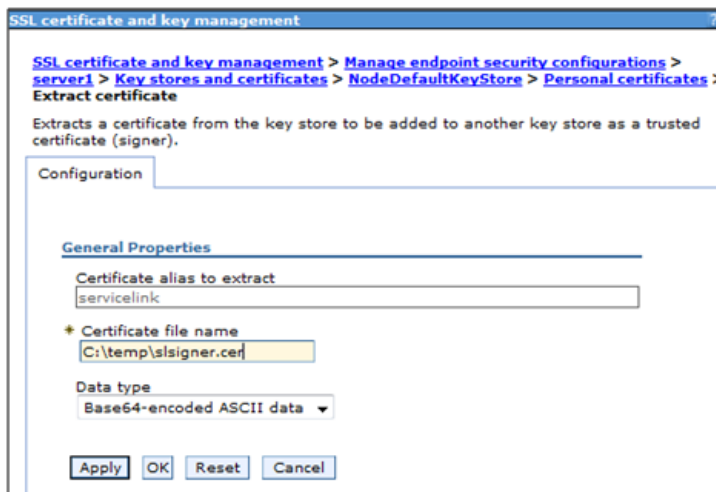 SSL certificate and key management ?
SSL certificate and key management > Manage endpoint security configurations >
server1 > Key stores and certificates > NodeDefaultKeyStore > Personal certificates >
Extract certificate
Extracts a certificate from the key store to be added to another key store as a trusted
certificate (signer).
Configuration
General Properties
Certificate alias to extract
servicelink
* Certificate file name
C:\temp\slsigner.cer
Data type
Base64-encoded ASCII data
Apply OK Reset Cancel